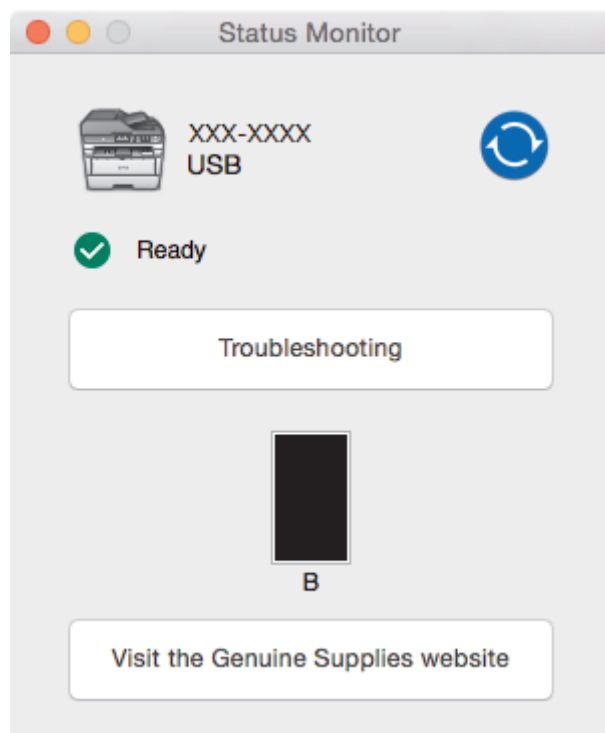 Status Monitor
XXX-XXXX
USB
Ready
Troubleshooting
B
Visit the Genuine Supplies website